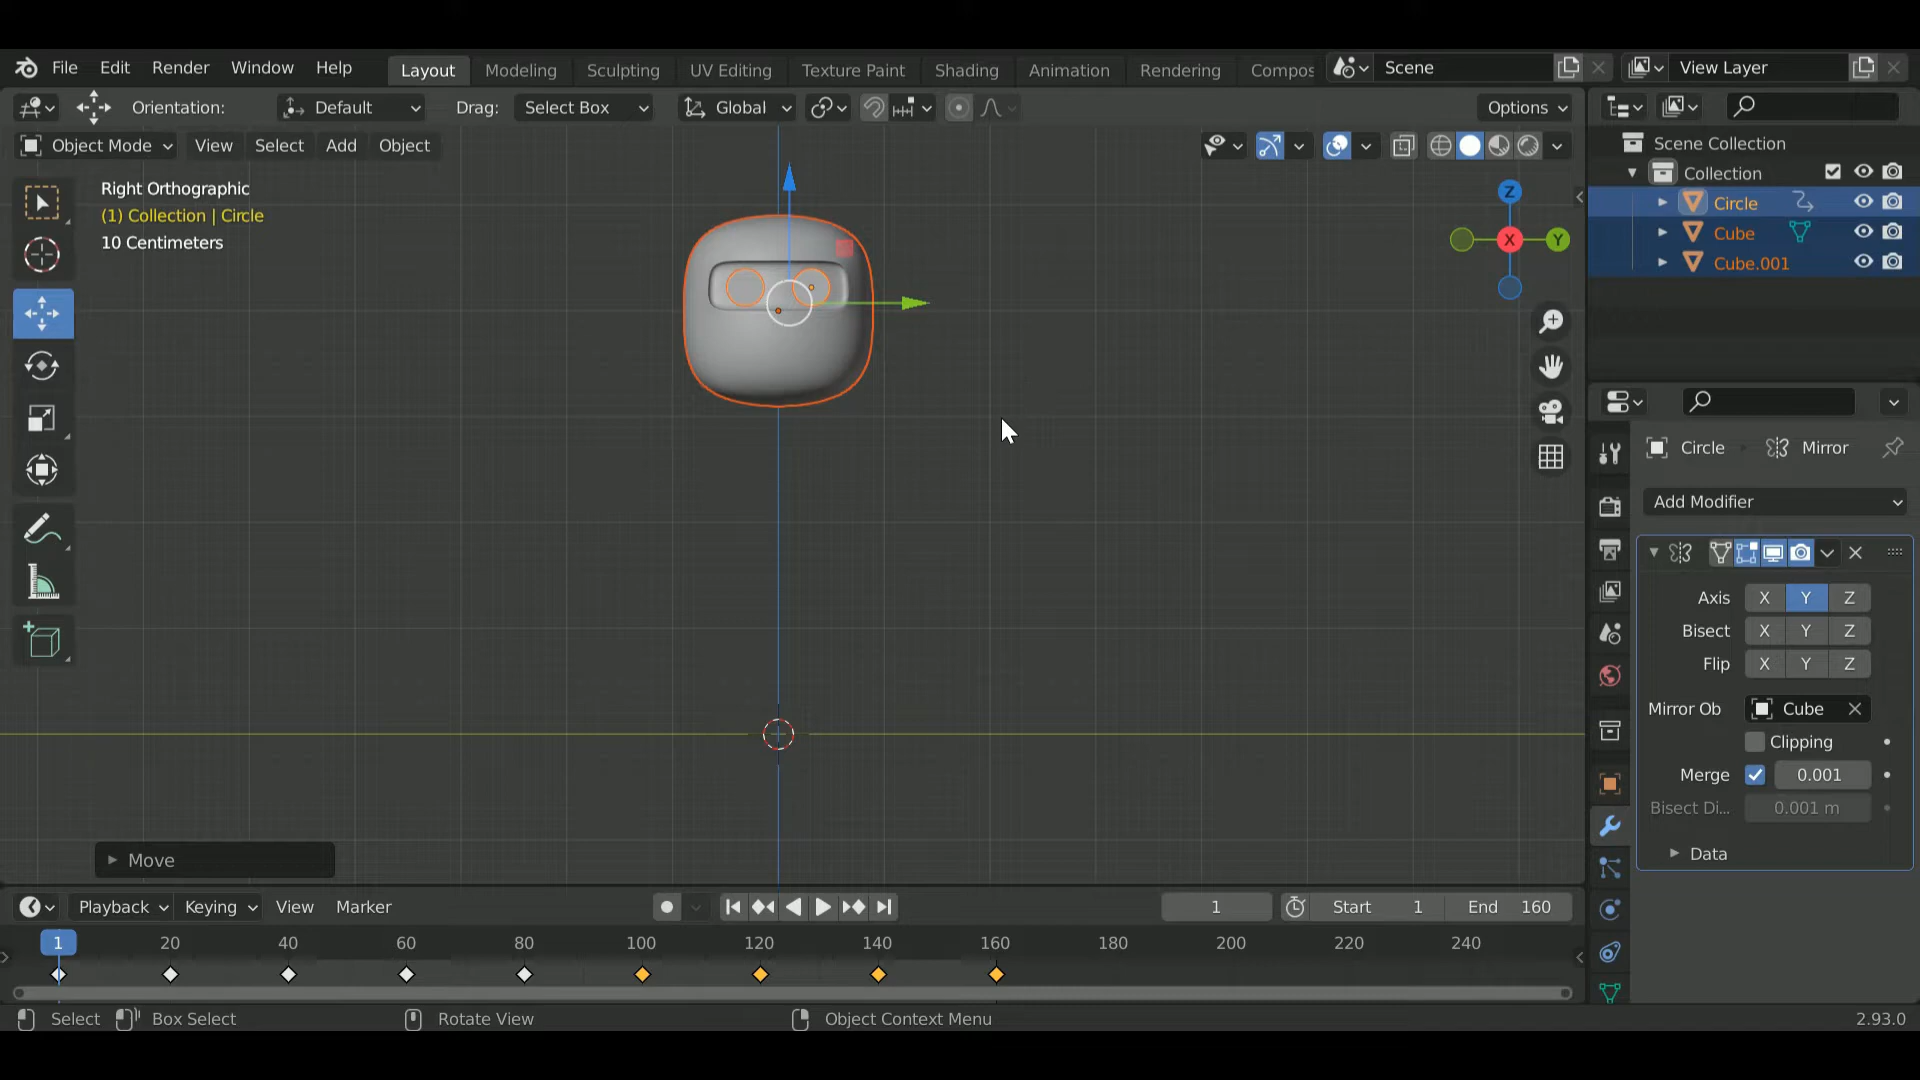 File Edit Render Window Help Layout Modeling Sculpting UV Editing Texture Paint Shading Animation Rendering Compos Scene View Layer
Orientation: Default Drag: Select Box Global Options
Object Mode View Select Add Object
Right Orthographic
(1) Collection | Circle
10 Centimeters
Z
X
Y
Scene Collection
Collection
Circle
Cube
Cube.001
Circle Mirror
Add Modifier
Axis X Y Z
Bisect X Y Z
Flip X Y Z
Mirror Ob Cube
Clipping
Merge 0.001
Bisect Di... 0.001 m
Data
Move
Playback Keying View Marker 1 Start 1 End 160
1 20 40 60 80 100 120 140 160 180 200 220 240
Select Box Select Rotate View Object Context Menu 2.93.0